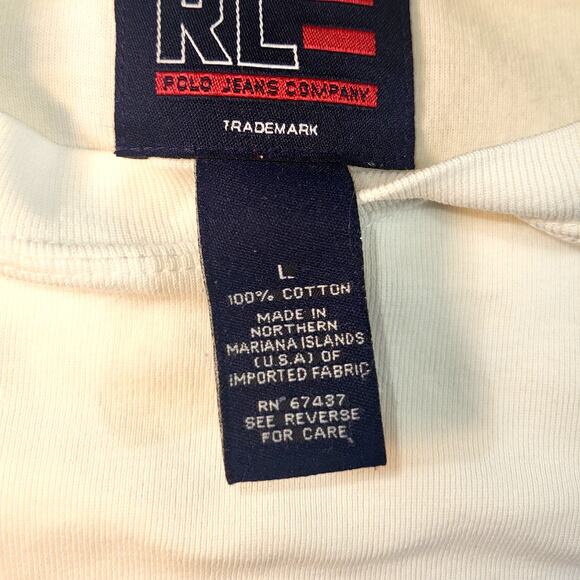 RL
POLO JEANS COMPANY
TRADEMARK
L
100% COTTON
MADE IN
NORTHERN
MARIANA ISLANDS
(U.S.A) OF
IMPORTED FABRIC
RN 67437
SEE REVERSE
FOR CARE